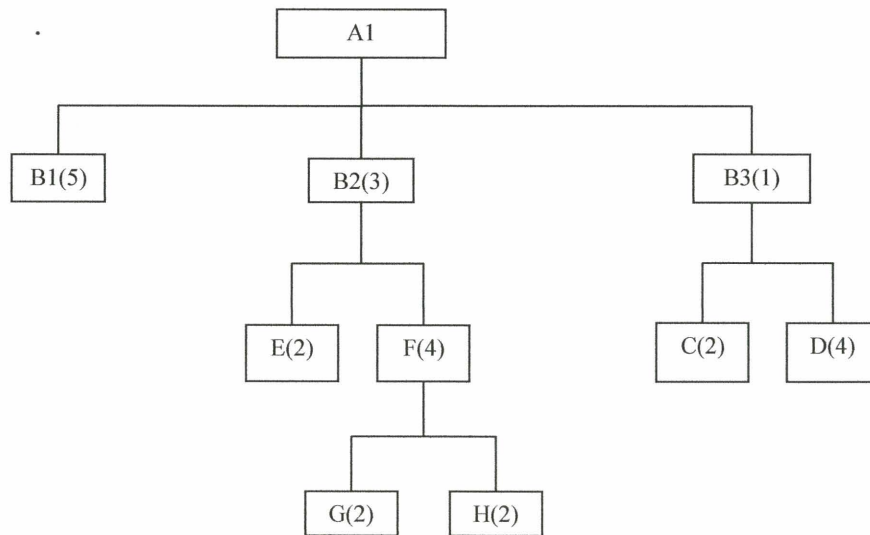 A1
B1(5)
B2(3)
B3(1)
E(2)
F(4)
C(2)
D(4)
G(2)
H(2)